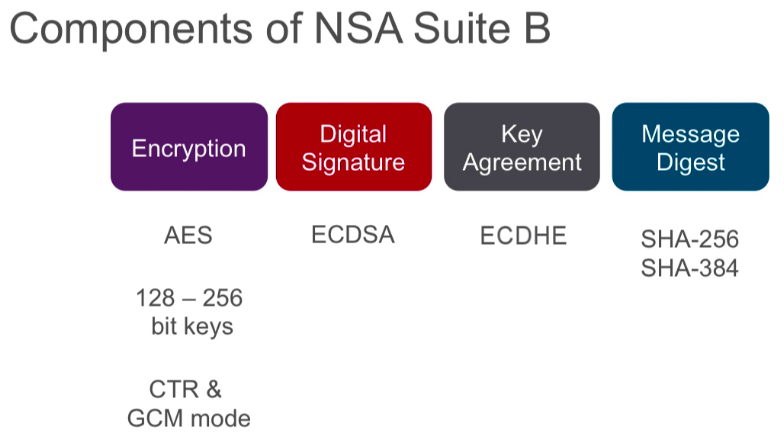 Components of NSA Suite B
Encryption
Digital
Signature
Key
Agreement
Message
Digest
AES
128 – 256
bit keys
CTR &
GCM mode
ECDSA
ECDHE
SHA-256
SHA-384